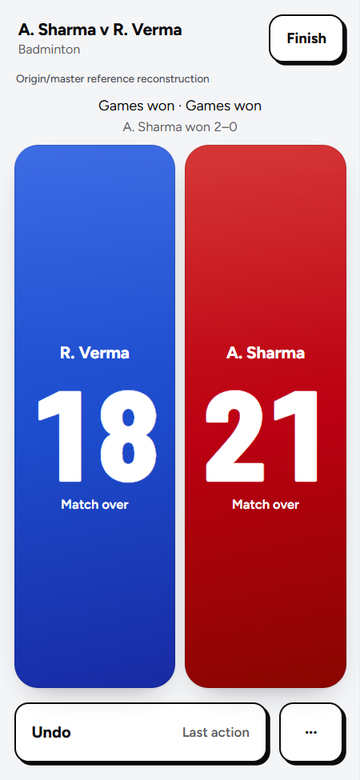 A. Sharma v R. Verma
Badminton
Finish
Origin/master reference reconstruction
Games won · Games won
A. Sharma won 2–0
R. Verma
18
Match over
A. Sharma
21
Match over
Undo
Last action
···